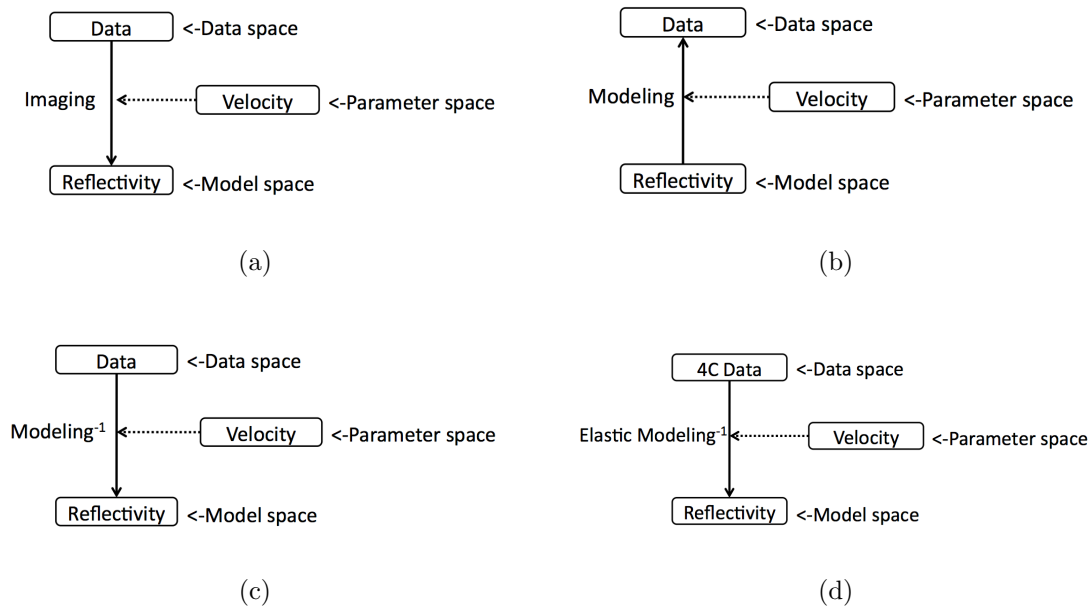 Data <-Data space
Imaging
Velocity <-Parameter space
Reflectivity <-Model space
(a)
Data <-Data space
Modeling
Velocity <-Parameter space
Reflectivity <-Model space
(b)
Data <-Data space
Modeling⁻¹
Velocity <-Parameter space
Reflectivity <-Model space
(c)
4C Data <-Data space
Elastic Modeling⁻¹
Velocity <-Parameter space
Reflectivity <-Model space
(d)